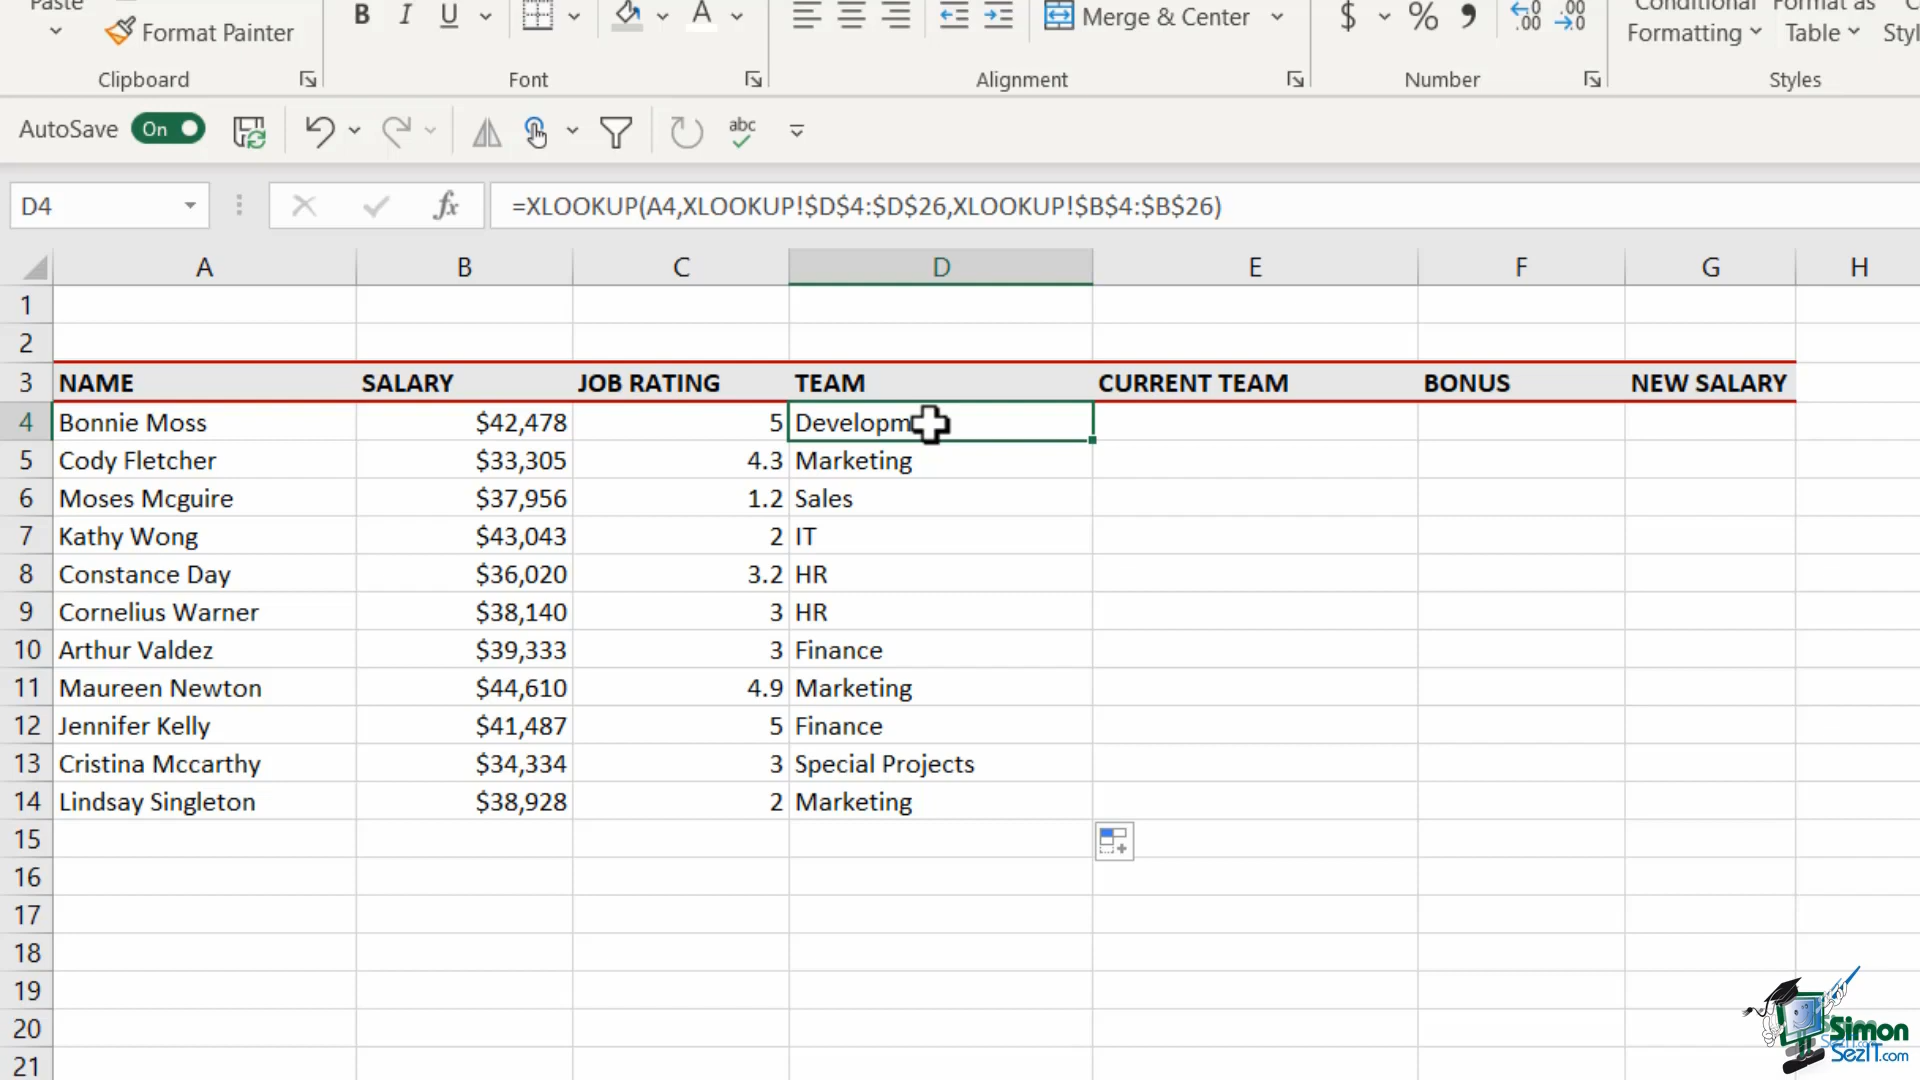 Paste
Format Painter
B I U A
Merge & Center
$ % 9 .00 .00
Conditional Format as
Formatting Table
Clipboard Font Alignment Number Styles
AutoSave On abc
D4 fx =XLOOKUP(A4,XLOOKUP!$D$4:$D$26,XLOOKUP!$B$4:$B$26)
A B C D E F G H
1
2
3 NAME SALARY JOB RATING TEAM CURRENT TEAM BONUS NEW SALARY
4 Bonnie Moss $42,478 5 Developm
5 Cody Fletcher $33,305 4.3 Marketing
6 Moses Mcguire $37,956 1.2 Sales
7 Kathy Wong $43,043 2 IT
8 Constance Day $36,020 3.2 HR
9 Cornelius Warner $38,140 3 HR
10 Arthur Valdez $39,333 3 Finance
11 Maureen Newton $44,610 4.9 Marketing
12 Jennifer Kelly $41,487 5 Finance
13 Cristina Mccarthy $34,334 3 Special Projects
14 Lindsay Singleton $38,928 2 Marketing
15
16
17
18
19
20
21
Simon
SezIT.com